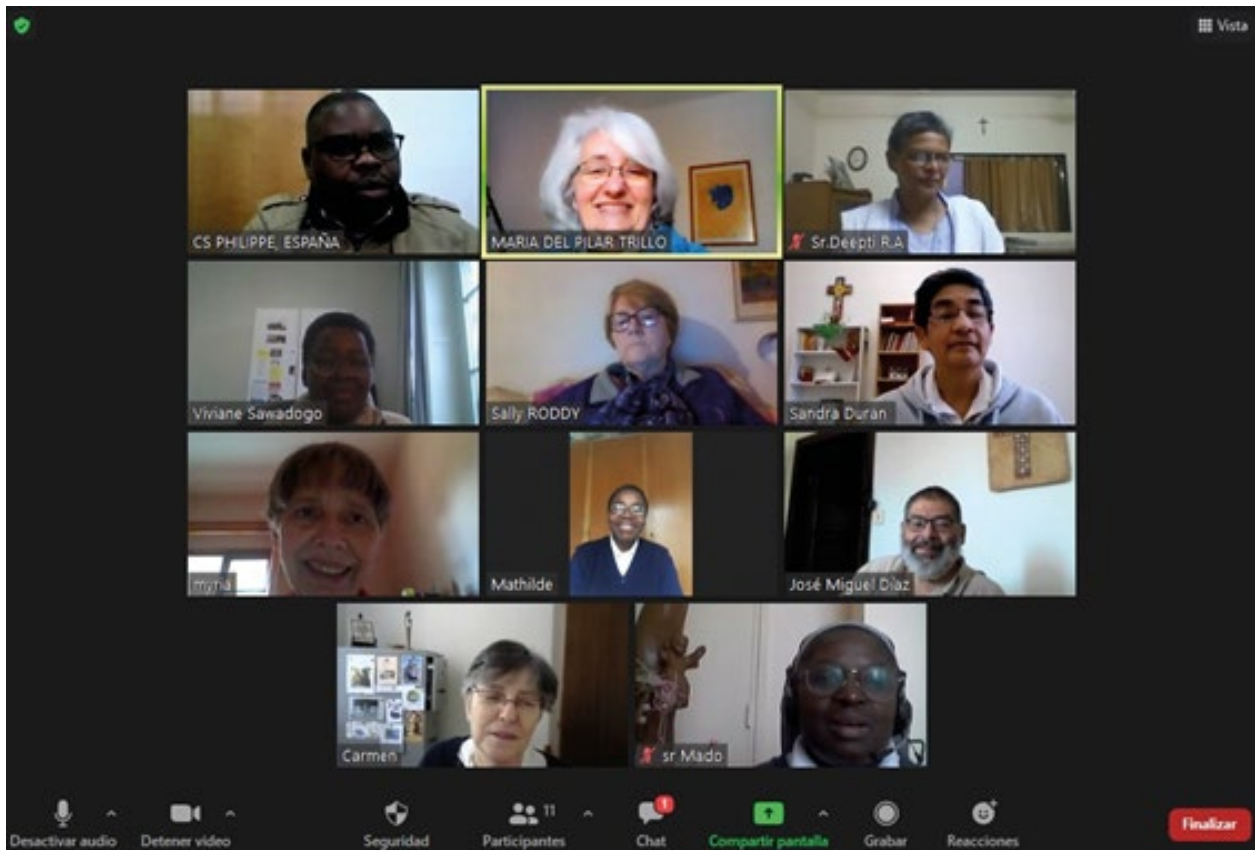 Vista
CS PHILIPPE, ESPAÑA
MARIA DEL PILAR TRILLO
Sr.Deepti R.A
Viviane Sawadogo
Sally RODDY
Sandra Duran
myria
Mathilde
José Miguel Díaz
Carmen
sr Mado
11
1
Desactivar audio
Detener video
Seguridad
Participantes
Chat
Compartir pantalla
Grabar
Reacciones
Finalizar